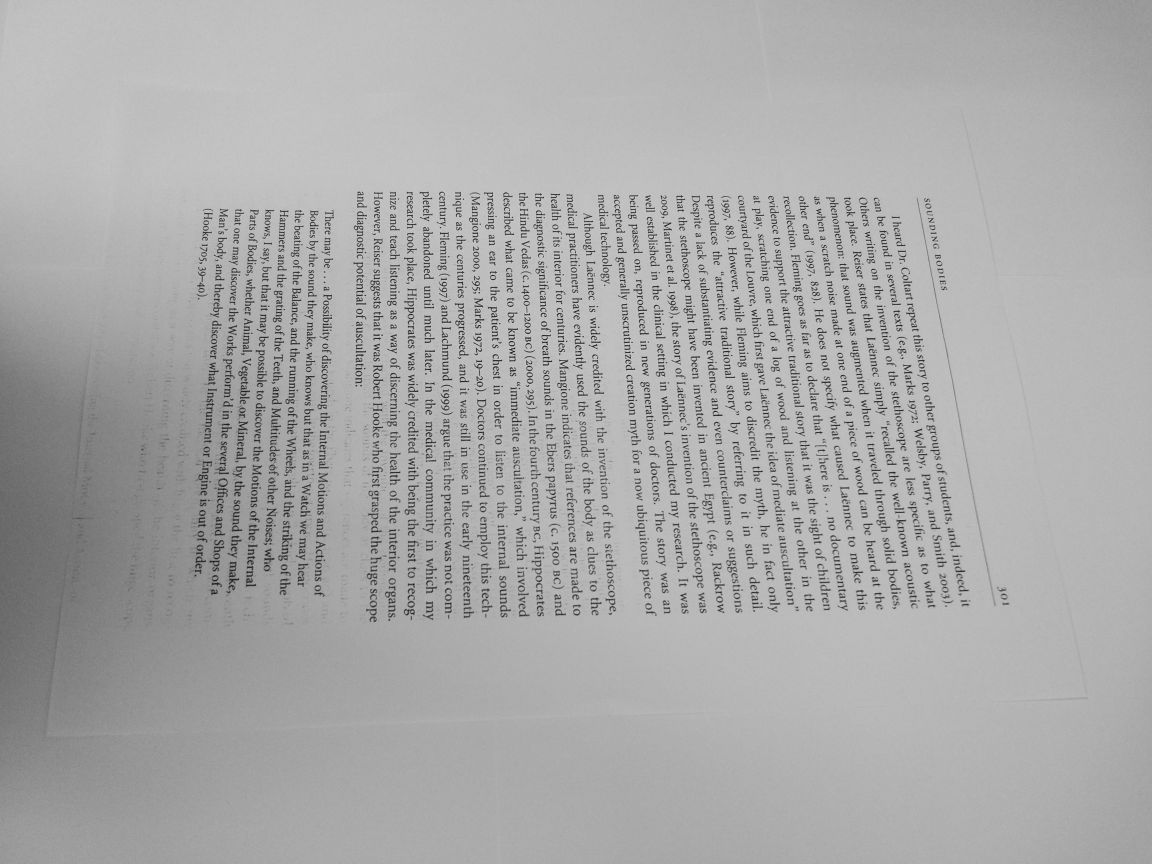 SOUNDING BODIES 301
I heard Dr. Coltart repeat this story to other groups of students, and, indeed, it
can be found in several texts (e.g., Marks 1972; Welsby, Parry, and Smith 2003).
Others writing on the invention of the stethoscope are less specific as to what
took place. Reiser states that Laënnec simply “recalled the well-known acoustic
phenomenon: that sound was augmented when it traveled through solid bodies,
as when a scratch noise made at one end of a piece of wood can be heard at the
other end” (1997, 828). He does not specify what caused Laënnec to make this
recollection. Fleming goes as far as to declare that “[t]here is . . . no documentary
evidence to support the attractive traditional story that it was the sight of children
at play, scratching one end of a log of wood and listening at the other in the
courtyard of the Louvre, which first gave Laënnec the idea of mediate auscultation”
(1997, 88). However, while Fleming aims to discredit the myth, he in fact only
reproduces the “attractive traditional story” by referring to it in such detail.
Despite a lack of substantiating evidence and even counterclaims or suggestions
that the stethoscope might have been invented in ancient Egypt (e.g., Rackrow
2009, Martinet et al. 1998), the story of Laënnec’s invention of the stethoscope was
well established in the clinical setting in which I conducted my research. It was
being passed on, reproduced in new generations of doctors. The story was an
accepted and generally unscrutinized creation myth for a now ubiquitous piece of
medical technology.
Although Laënnec is widely credited with the invention of the stethoscope,
medical practitioners have evidently used the sounds of the body as clues to the
health of its interior for centuries. Mangione indicates that references are made to
the diagnostic significance of breath sounds in the Ebers papyrus (c. 1500 BC) and
the Hindu Vedas (c. 1400–1200 BC) (2000, 295). In the fourth century BC, Hippocrates
described what came to be known as “immediate auscultation,” which involved
pressing an ear to the patient’s chest in order to listen to the internal sounds
(Mangione 2000, 295; Marks 1972, 19–20). Doctors continued to employ this tech-
nique as the centuries progressed, and it was still in use in the early nineteenth
century. Fleming (1997) and Lachmund (1999) argue that the practice was not com-
pletely abandoned until much later. In the medical community in which my
research took place, Hippocrates was widely credited with being the first to recog-
nize and teach listening as a way of discerning the health of the interior organs.
However, Reiser suggests that it was Robert Hooke who first grasped the huge scope
and diagnostic potential of auscultation:
There may be . . . a Possibility of discovering the Internal Motions and Actions of
Bodies by the sound they make, who knows but that as in a Watch we may hear
the beating of the Balance, and the running of the Wheels, and the striking of the
Hammers and the grating of the Teeth, and Multitudes of other Noises; who
knows, I say, but that it may be possible to discover the Motions of the Internal
Parts of Bodies, whether Animal, Vegetable or Mineral, by the sound they make,
that one may discover the Works perform’d in the several Offices and Shops of a
Man’s body, and thereby discover what Instrument or Engine is out of order.
(Hooke 1705, 39–40).